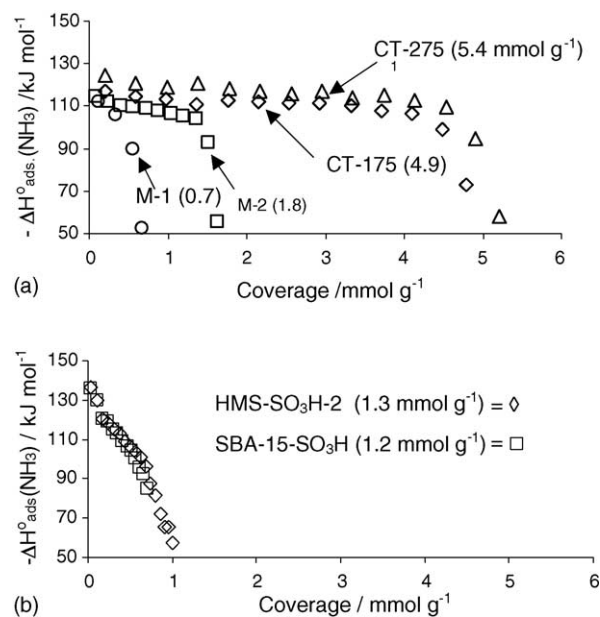 150
130
110
90
70
50
- ΔH°ads.(NH3) /kJ mol-1
CT-275 (5.4 mmol g-1)
1
CT-175 (4.9)
M-1 (0.7)
M-2 (1.8)
0 1 2 3 4 5 6
(a) Coverage /mmol g-1
150
130
110
90
70
50
-ΔH°ads(NH3) / kJ mol-1
HMS-SO3H-2 (1.3 mmol g-1) = ◊
SBA-15-SO3H (1.2 mmol g-1) = □
0 1 2 3 4 5 6
(b) Coverage / mmol g-1